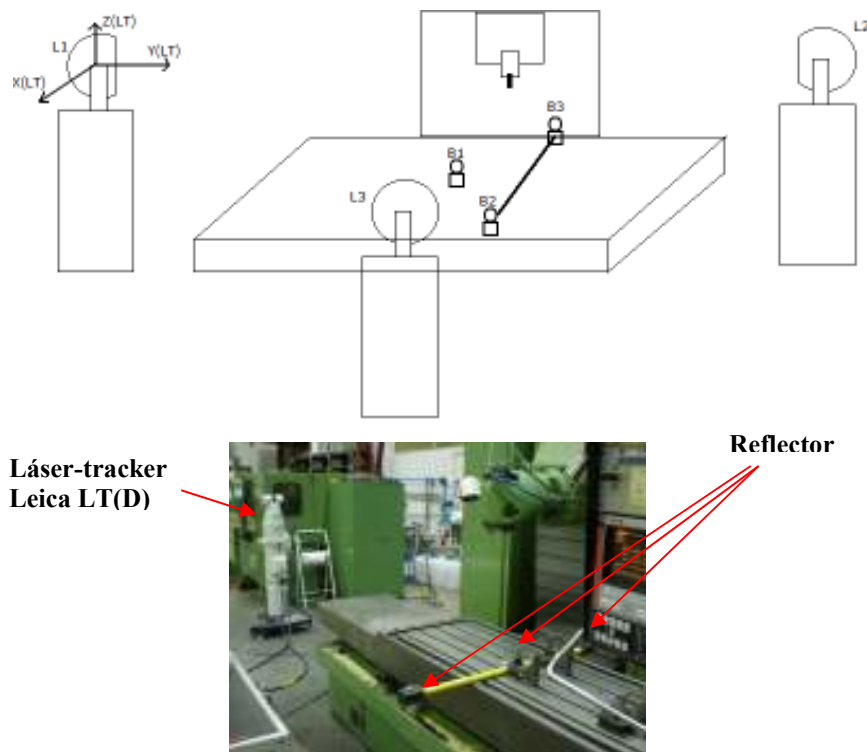 Z(LT)
L1
Y(LT)
X(LT)
L2
B3
B1
L3
B2
Láser-tracker
Leica LT(D)
Reflector